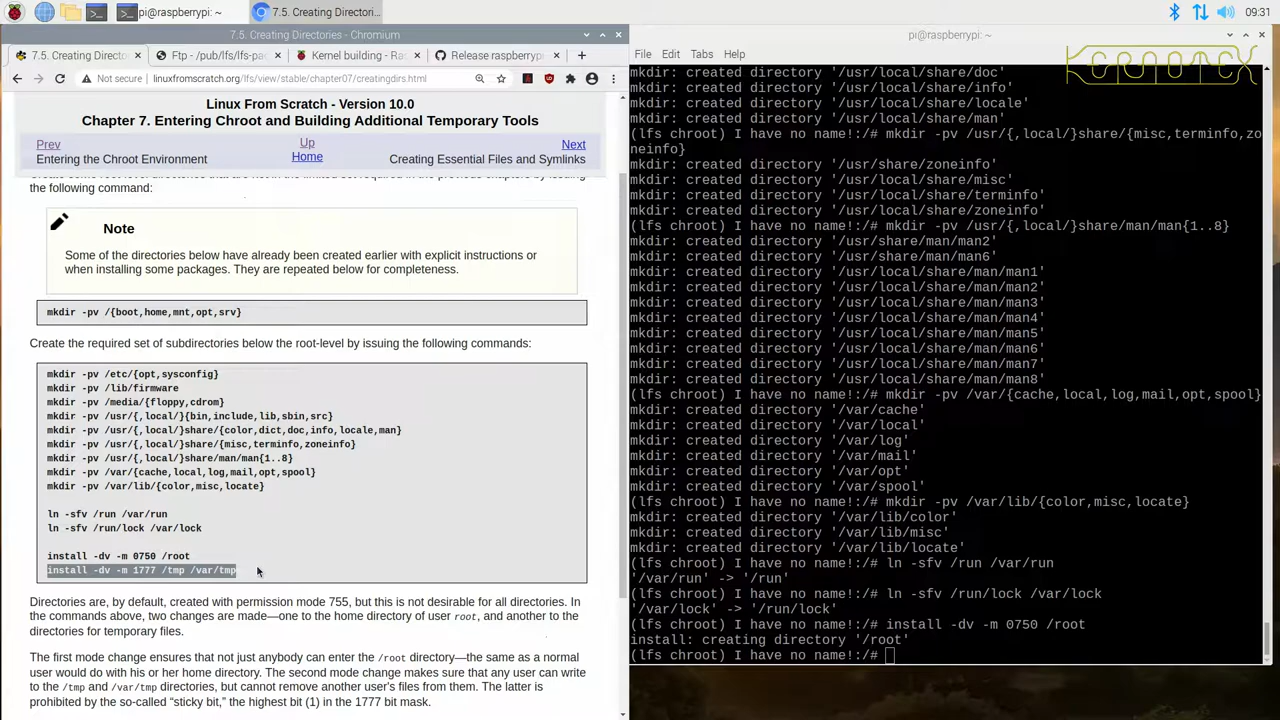 pi@raspberrypi: ~
7.5. Creating Directori...
09:31
7.5. Creating Directories - Chromium
7.5. Creating Directo
Ftp - /pub/lfs/lfs-pac
Kernel building - Ras
Release raspberrypi
Not secure
linuxfromscratch.org/lfs/view/stable/chapter07/creatingdirs.html
Linux From Scratch - Version 10.0
Chapter 7. Entering Chroot and Building Additional Temporary Tools
Prev
Up
Next
Entering the Chroot Environment
Home
Creating Essential Files and Symlinks
the following command:
Note
Some of the directories below have already been created earlier with explicit instructions or
when installing some packages. They are repeated below for completeness.
mkdir -pv /{boot,home,mnt,opt,srv}
Create the required set of subdirectories below the root-level by issuing the following commands:
mkdir -pv /etc/{opt,sysconfig}
mkdir -pv /lib/firmware
mkdir -pv /media/{floppy,cdrom}
mkdir -pv /usr/{,local/}{bin,include,lib,sbin,src}
mkdir -pv /usr/{,local/}share/{color,dict,doc,info,locale,man}
mkdir -pv /usr/{,local/}share/{misc,terminfo,zoneinfo}
mkdir -pv /usr/{,local/}share/man/man{1..8}
mkdir -pv /var/{cache,local,log,mail,opt,spool}
mkdir -pv /var/lib/{color,misc,locate}
ln -sfv /run /var/run
ln -sfv /run/lock /var/lock
install -dv -m 0750 /root
install -dv -m 1777 /tmp /var/tmp
Directories are, by default, created with permission mode 755, but this is not desirable for all directories. In
the commands above, two changes are made—one to the home directory of user root, and another to the
directories for temporary files.
The first mode change ensures that not just anybody can enter the /root directory—the same as a normal
user would do with his or her home directory. The second mode change makes sure that any user can write
to the /tmp and /var/tmp directories, but cannot remove another user's files from them. The latter is
prohibited by the so-called “sticky bit,” the highest bit (1) in the 1777 bit mask.
pi@raspberrypi: ~
File Edit Tabs Help
KERNOTEX
mkdir: created directory '/usr/local/share/doc'
mkdir: created directory '/usr/local/share/info'
mkdir: created directory '/usr/local/share/locale'
mkdir: created directory '/usr/local/share/man'
(lfs chroot) I have no name!:/# mkdir -pv /usr/{,local/}share/{misc,terminfo,zo
neinfo}
mkdir: created directory '/usr/share/zoneinfo'
mkdir: created directory '/usr/local/share/misc'
mkdir: created directory '/usr/local/share/terminfo'
mkdir: created directory '/usr/local/share/zoneinfo'
(lfs chroot) I have no name!:/# mkdir -pv /usr/{,local/}share/man/man{1..8}
mkdir: created directory '/usr/share/man/man2'
mkdir: created directory '/usr/share/man/man6'
mkdir: created directory '/usr/local/share/man/man1'
mkdir: created directory '/usr/local/share/man/man2'
mkdir: created directory '/usr/local/share/man/man3'
mkdir: created directory '/usr/local/share/man/man4'
mkdir: created directory '/usr/local/share/man/man5'
mkdir: created directory '/usr/local/share/man/man6'
mkdir: created directory '/usr/local/share/man/man7'
mkdir: created directory '/usr/local/share/man/man8'
(lfs chroot) I have no name!:/# mkdir -pv /var/{cache,local,log,mail,opt,spool}
mkdir: created directory '/var/cache'
mkdir: created directory '/var/local'
mkdir: created directory '/var/log'
mkdir: created directory '/var/mail'
mkdir: created directory '/var/opt'
mkdir: created directory '/var/spool'
(lfs chroot) I have no name!:/# mkdir -pv /var/lib/{color,misc,locate}
mkdir: created directory '/var/lib/color'
mkdir: created directory '/var/lib/misc'
mkdir: created directory '/var/lib/locate'
(lfs chroot) I have no name!:/# ln -sfv /run /var/run
'/var/run' -> '/run'
(lfs chroot) I have no name!:/# ln -sfv /run/lock /var/lock
'/var/lock' -> '/run/lock'
(lfs chroot) I have no name!:/# install -dv -m 0750 /root
install: creating directory '/root'
(lfs chroot) I have no name!:/#